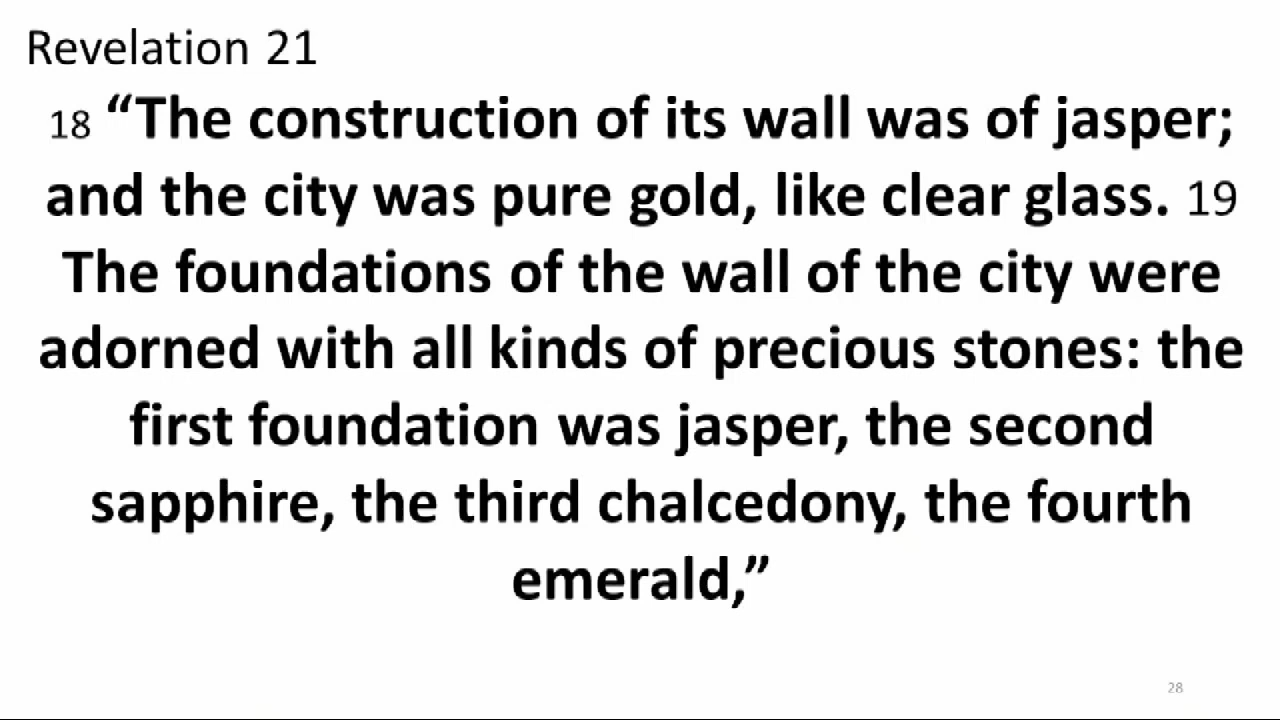 Revelation 21
18 “The construction of its wall was of jasper;
and the city was pure gold, like clear glass. 19
The foundations of the wall of the city were
adorned with all kinds of precious stones: the
first foundation was jasper, the second
sapphire, the third chalcedony, the fourth
emerald,”
28